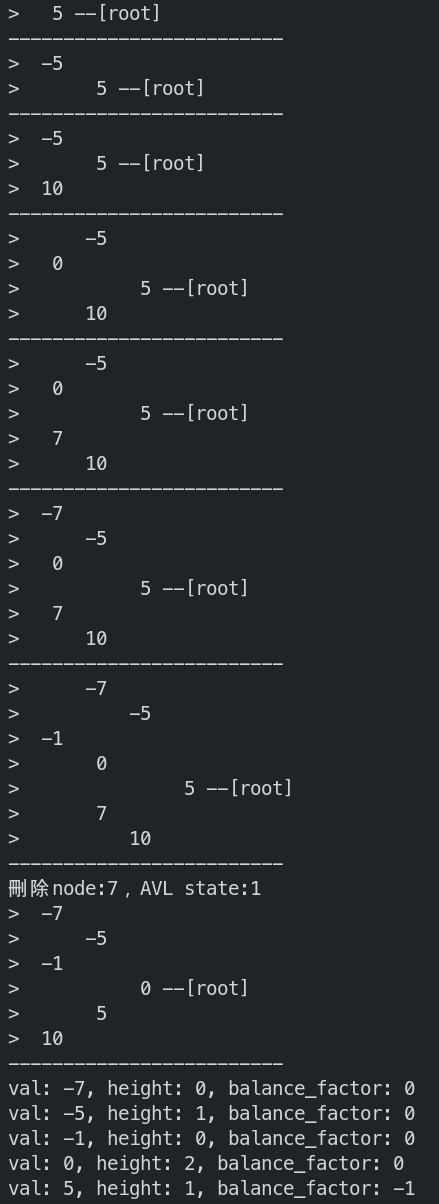 >   5 --[root]
-------------------------
>  -5
>       5 --[root]
-------------------------
>  -5
>       5 --[root]
>  10
-------------------------
>      -5
>   0
>           5 --[root]
>      10
-------------------------
>      -5
>   0
>           5 --[root]
>   7
>      10
-------------------------
>  -7
>      -5
>   0
>           5 --[root]
>   7
>      10
-------------------------
>      -7
>          -5
>  -1
>       0
>               5 --[root]
>       7
>          10
-------------------------
刪除node:7，AVL state:1
>  -7
>      -5
>  -1
>           0 --[root]
>       5
>  10
-------------------------
val: -7, height: 0, balance_factor: 0
val: -5, height: 1, balance_factor: 0
val: -1, height: 0, balance_factor: 0
val: 0, height: 2, balance_factor: 0
val: 5, height: 1, balance_factor: -1